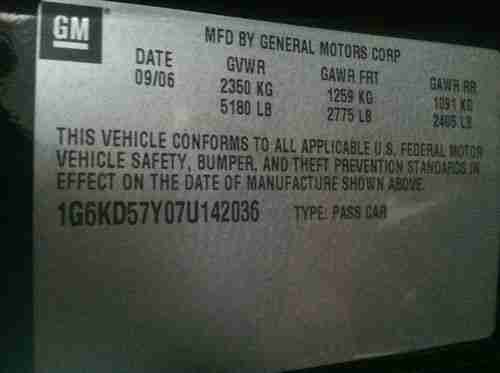 GM
MFD BY GENERAL MOTORS CORP
DATE GVWR GAWR FRT GAWR RR
09/06 2350 KG 1259 KG 1091 KG
5180 LB 2775 LB 2405 LB
THIS VEHICLE CONFORMS TO ALL APPLICABLE U.S. FEDERAL MOTOR
VEHICLE SAFETY, BUMPER, AND THEFT PREVENTION STANDARDS IN
EFFECT ON THE DATE OF MANUFACTURE SHOWN ABOVE.
1G6KD57Y07U142036 TYPE: PASS CAR